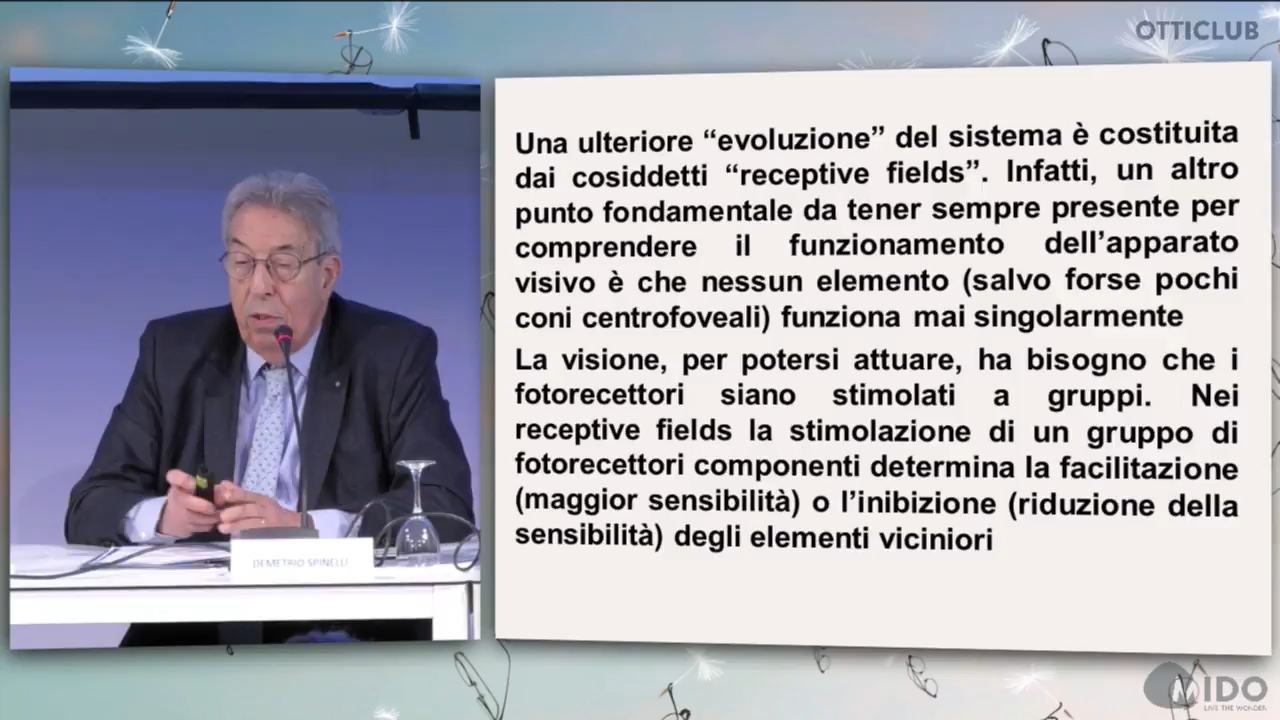 OTTICLUB
Una ulteriore “evoluzione” del sistema è costituita
dai cosiddetti “receptive fields”. Infatti, un altro
punto fondamentale da tener sempre presente per
comprendere il funzionamento dell’apparato
visivo è che nessun elemento (salvo forse pochi
coni centrofoveali) funziona mai singolarmente
La visione, per potersi attuare, ha bisogno che i
fotorecettori siano stimolati a gruppi. Nei
receptive fields la stimolazione di un gruppo di
fotorecettori componenti determina la facilitazione
(maggior sensibilità) o l’inibizione (riduzione della
sensibilità) degli elementi viciniori
DEMETRIO SPINELLI
MIDO
LIVE THE WONDER